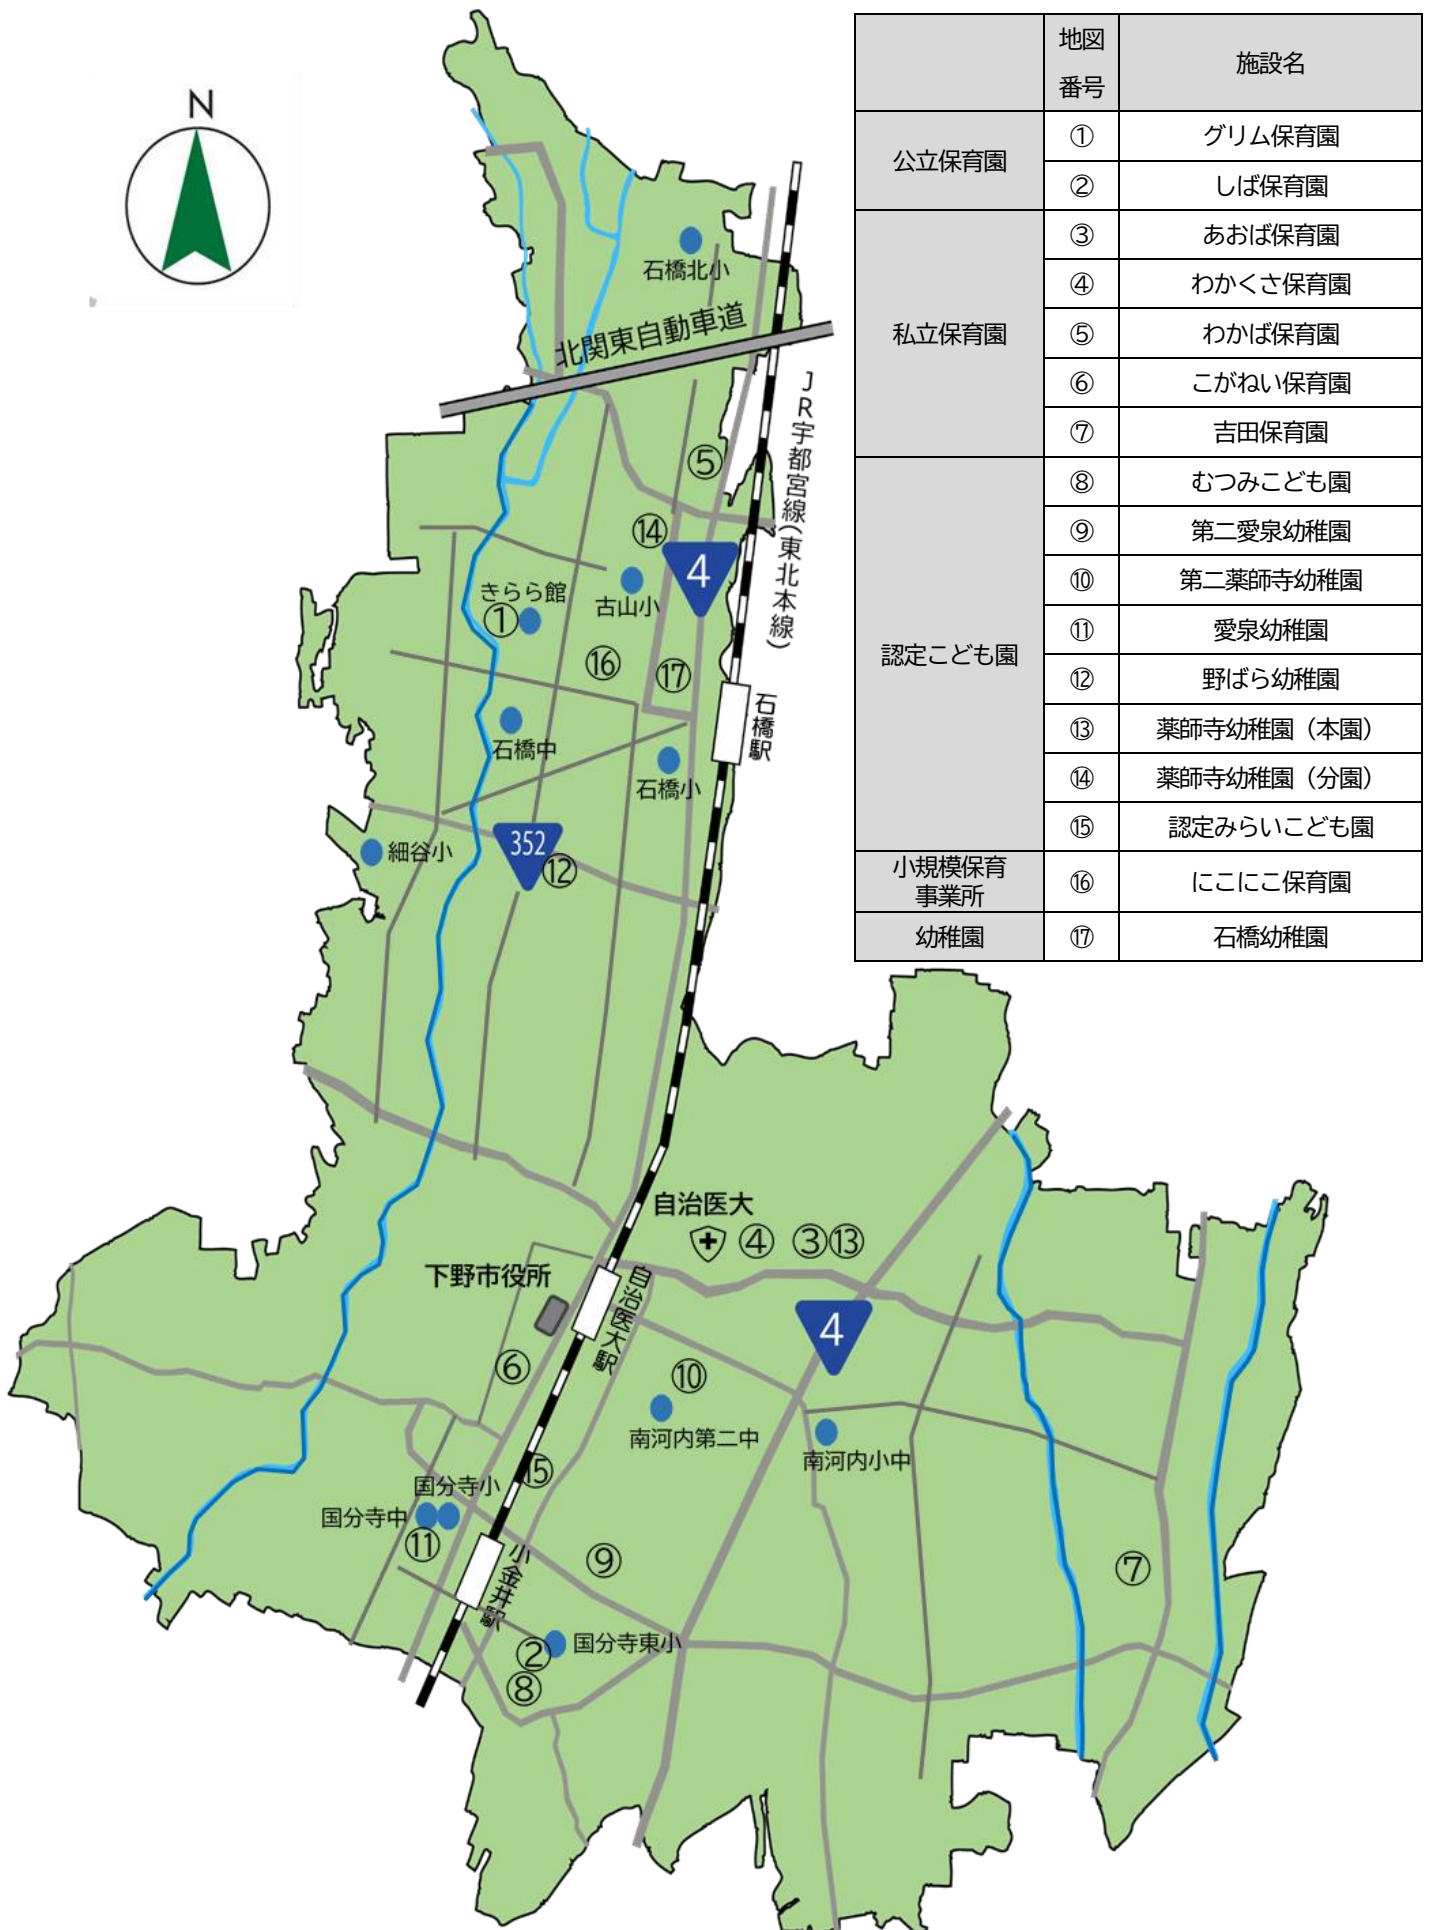 N
地図
番号
施設名
公立保育園
① グリム保育園
② しば保育園
私立保育園
③ あおば保育園
④ わかくさ保育園
⑤ わかば保育園
⑥ こがねい保育園
⑦ 吉田保育園
認定こども園
⑧ むつみこども園
⑨ 第二愛泉幼稚園
⑩ 第二薬師寺幼稚園
⑪ 愛泉幼稚園
⑫ 野ばら幼稚園
⑬ 薬師寺幼稚園（本園）
⑭ 薬師寺幼稚園（分園）
⑮ 認定みらいこども園
小規模保育
事業所
⑯ にこにこ保育園
幼稚園
⑰ 石橋幼稚園
石橋北小
北関東自動車道
JR宇都宮線(東北本線)
⑤
⑭
4
きらら館
①
古山小
⑯
⑰
石橋駅
石橋中
石橋小
352
⑫
細谷小
自治医大
④ ③⑬
下野市役所
自治医大駅
4
⑥
⑩
南河内第二中
南河内小中
⑮
国分寺小
国分寺中
⑪
小金井駅
⑨
⑦
②
国分寺東小
⑧